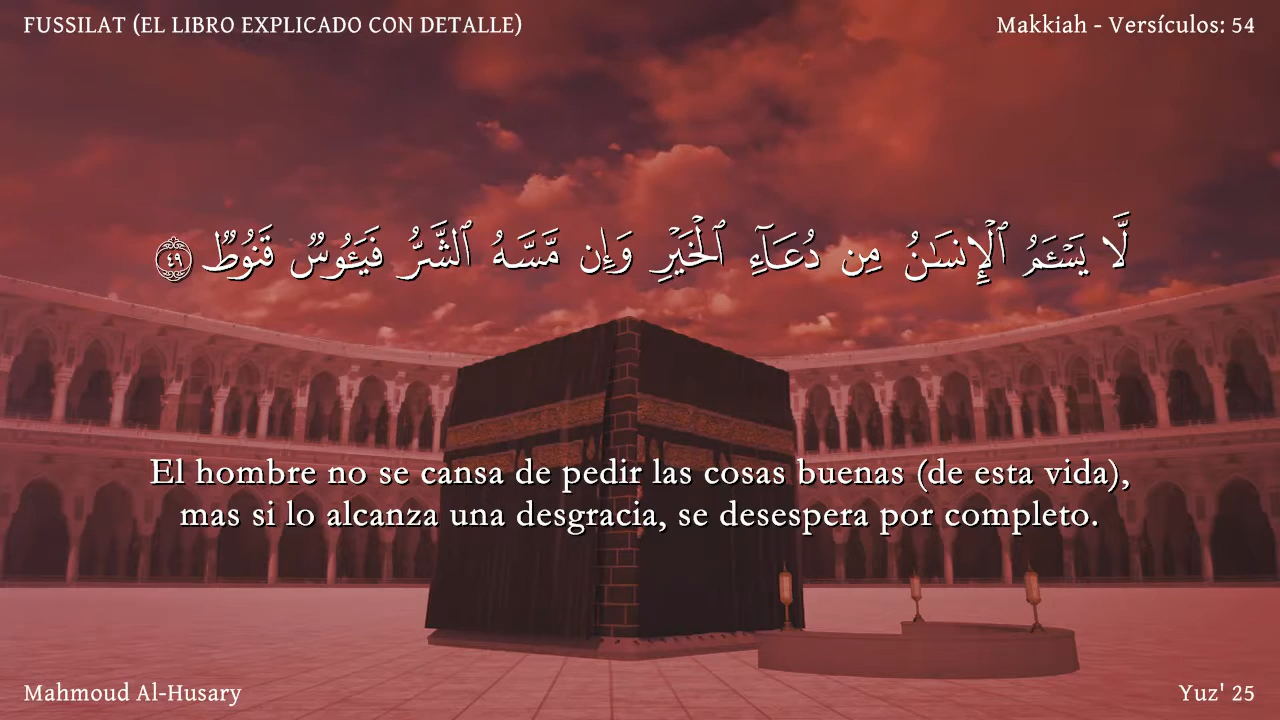 FUSSILAT (EL LIBRO EXPLICADO CON DETALLE)
Makkiah - Versículos: 54
لَّا يَسْـَٔمُ ٱلْإِنسَـٰنُ مِن دُعَآءِ ٱلْخَيْرِ وَإِن مَّسَّهُ ٱلشَّرُّ فَيَـُٔوسٌ قَنُوطٌ ٤٩
El hombre no se cansa de pedir las cosas buenas (de esta vida),
mas si lo alcanza una desgracia, se desespera por completo.
Mahmoud Al-Husary
Yuz' 25